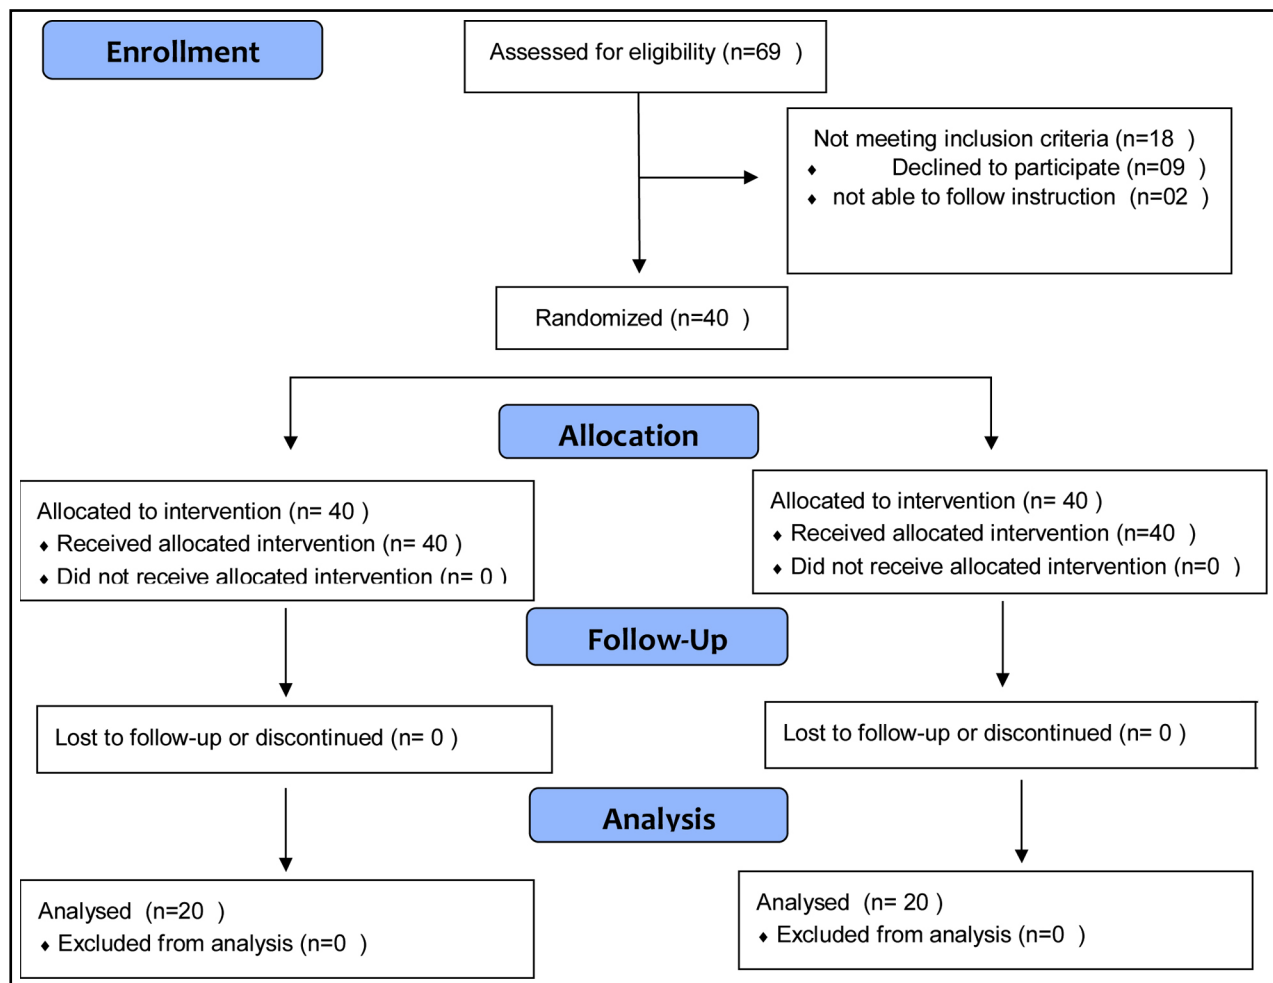 Enrollment
Assessed for eligibility (n=69 )
Not meeting inclusion criteria (n=18 )
♦ Declined to participate (n=09 )
♦ not able to follow instruction (n=02 )
Randomized (n=40 )
Allocation
Allocated to intervention (n= 40 )
♦ Received allocated intervention (n= 40 )
♦ Did not receive allocated intervention (n= 0 )
Allocated to intervention (n= 40 )
♦ Received allocated intervention (n=40 )
♦ Did not receive allocated intervention (n=0 )
Follow-Up
Lost to follow-up or discontinued (n= 0 )
Lost to follow-up or discontinued (n= 0 )
Analysis
Analysed (n=20 )
♦ Excluded from analysis (n=0 )
Analysed (n= 20 )
♦ Excluded from analysis (n=0 )